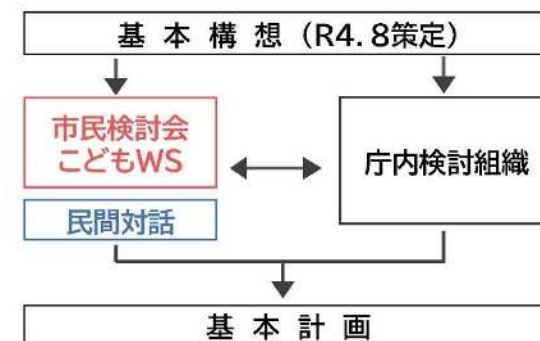 基本構想（R4.8策定）
市民検討会
こどもWS
庁内検討組織
民間対話
基本計画